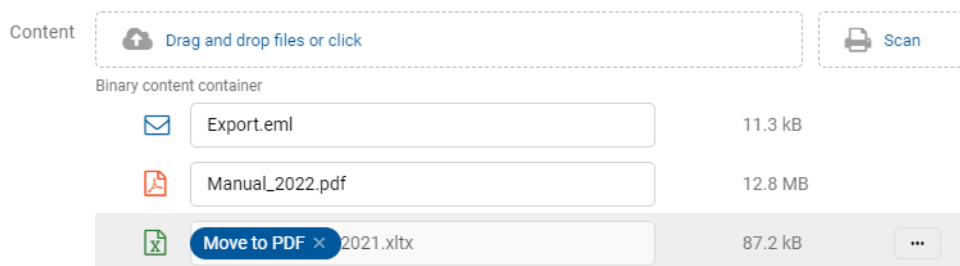 Content
Drag and drop files or click
Scan
Binary content container
Export.eml 11.3 kB
Manual_2022.pdf 12.8 MB
Move to PDF × 2021.xltx 87.2 kB ...